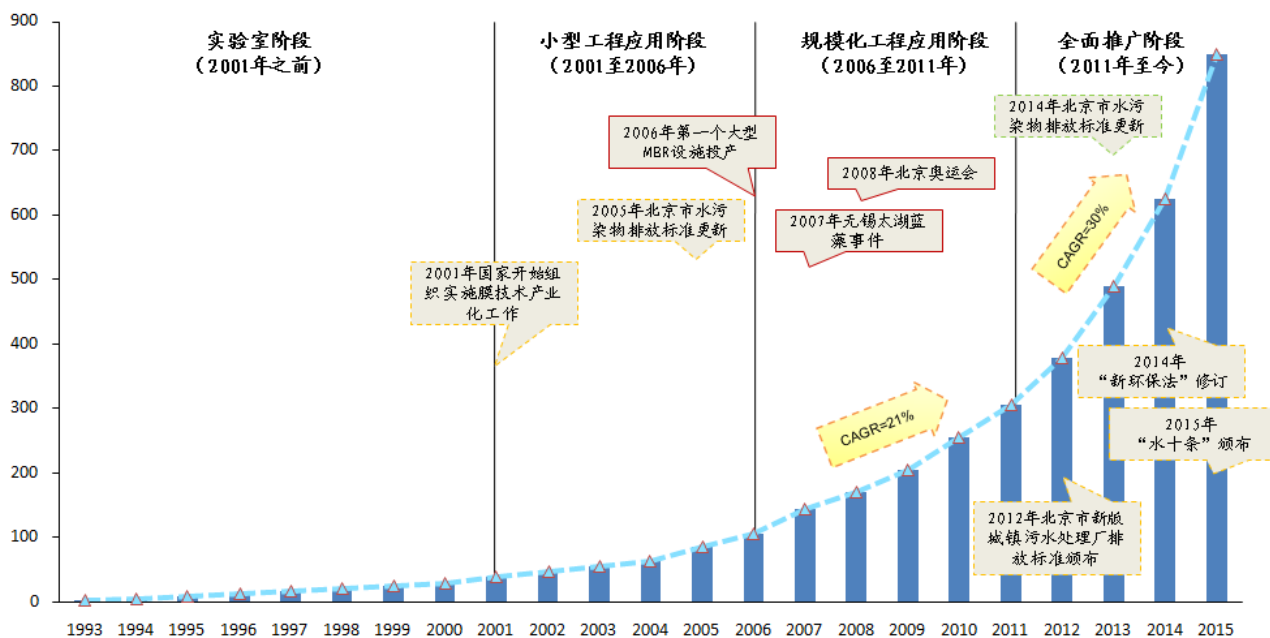 900
800
700
600
500
400
300
200
100
0
实验室阶段
（2001年之前）
小型工程应用阶段
（2001至2006年）
规模化工程应用阶段
（2006至2011年）
全面推广阶段
（2011年至今）
2001年国家开始组
织实施膜技术产业
化工作
2005年北京市水污
染物排放标准更新
2006年第一个大型
MBR设施投产
2007年无锡太湖蓝
藻事件
2008年北京奥运会
CAGR=21%
2014年北京市水污
染物排放标准更新
CAGR=30%
2014年
“新环保法”修订
2015年
“水十条”颁布
2012年北京市新版
城镇污水处理厂排
放标准颁布
1993 1994 1995 1996 1997 1998 1999 2000 2001 2002 2003 2004 2005 2006 2007 2008 2009 2010 2011 2012 2013 2014 2015